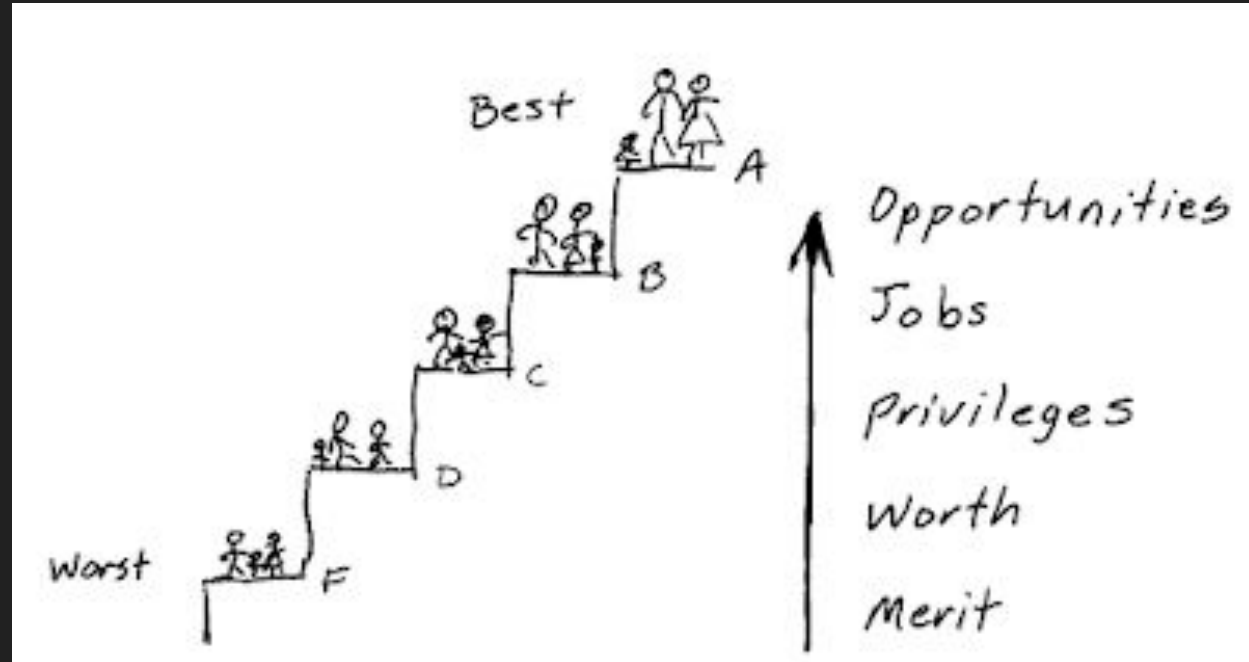 Best
A
Opportunities
B
Jobs
C
Privileges
D
Worth
Worst
F
Merit